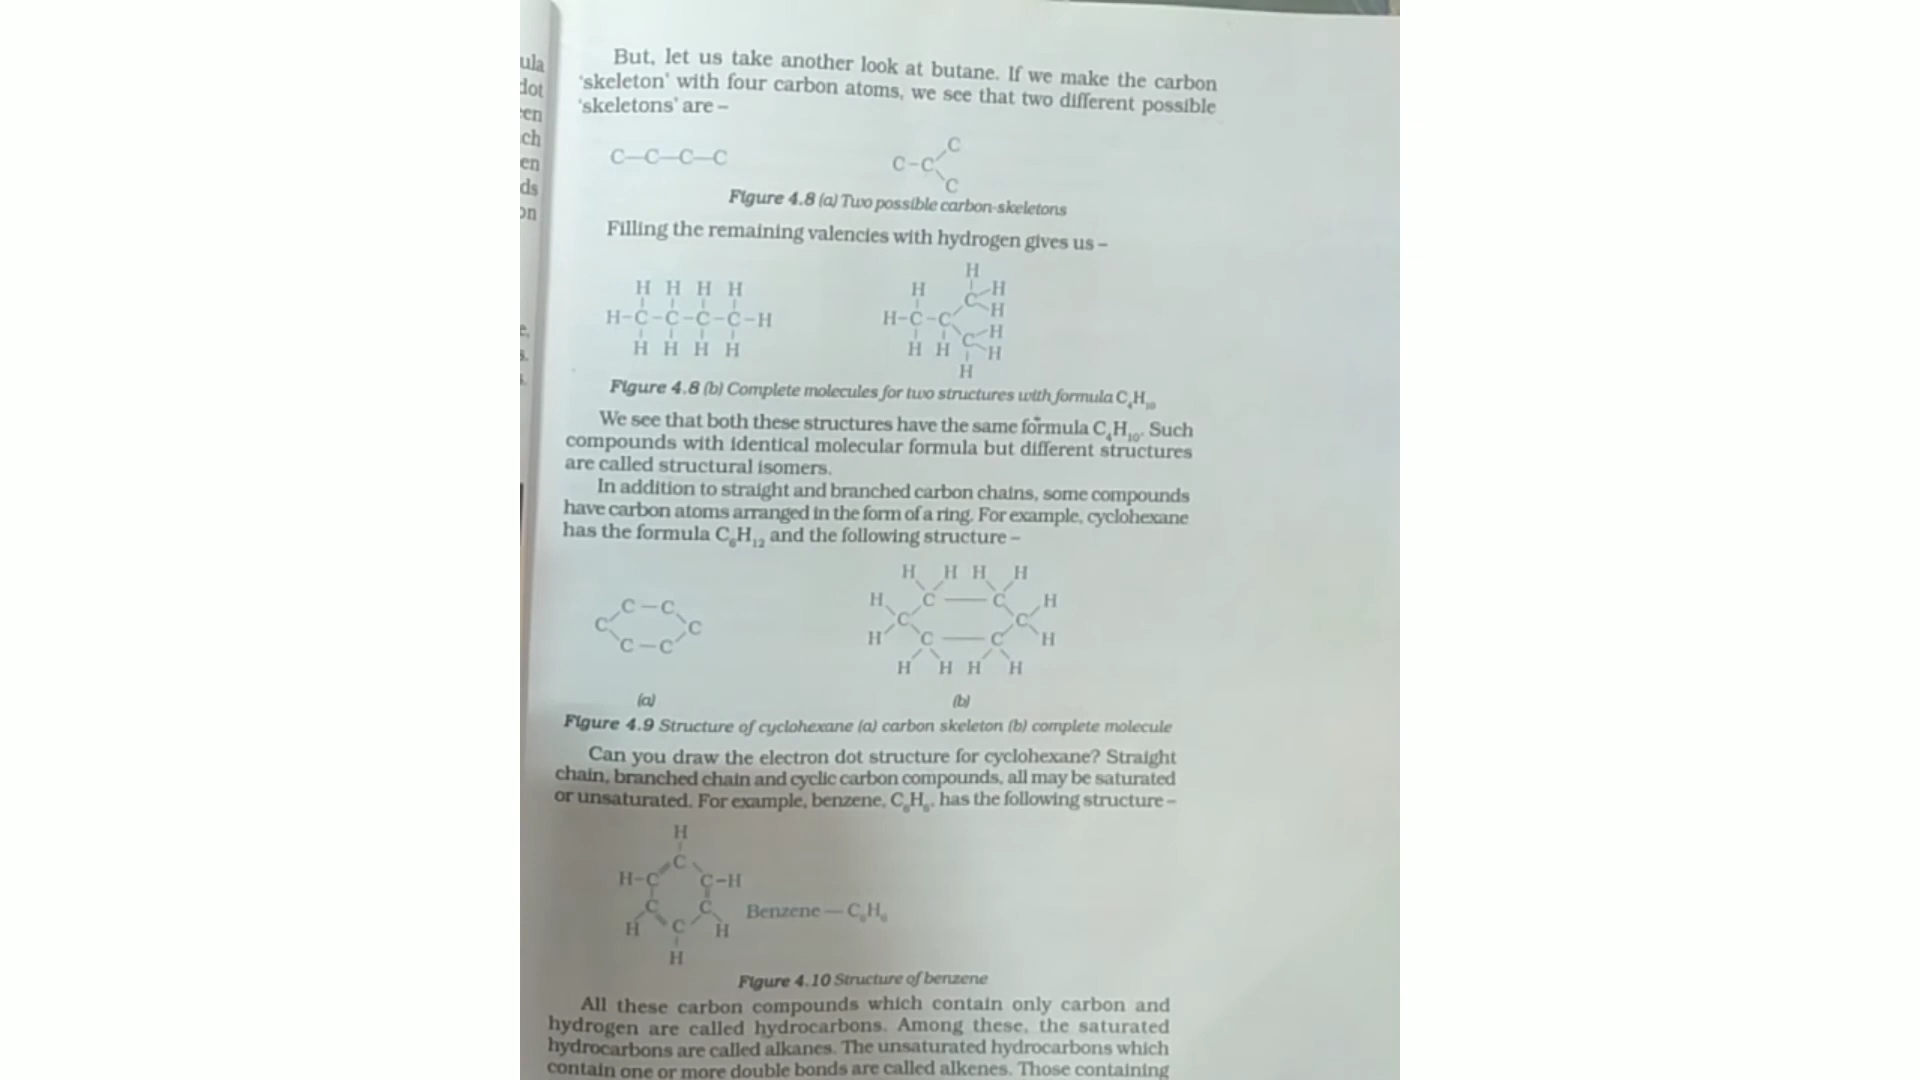 ula
dot
en
ch
en
ds
on
e,
s.
But, let us take another look at butane. If we make the carbon
‘skeleton’ with four carbon atoms, we see that two different possible
‘skeletons’ are –
C—C—C—C
C
C-C
C
Figure 4.8 (a) Two possible carbon-skeletons
Filling the remaining valencies with hydrogen gives us –
H H H H
H-C-C-C-C-H
H H H H
H
H C-H
H
H-C-C
H
H H C-H
H
Figure 4.8 (b) Complete molecules for two structures with formula C₄H₁₀
We see that both these structures have the same formula C₄H₁₀. Such
compounds with identical molecular formula but different structures
are called structural isomers.
In addition to straight and branched carbon chains, some compounds
have carbon atoms arranged in the form of a ring. For example, cyclohexane
has the formula C₆H₁₂ and the following structure –
C—C
C C
C—C
H H H H
H C — C H
C C
H C — C H
H H H H
(a) (b)
Figure 4.9 Structure of cyclohexane (a) carbon skeleton (b) complete molecule
Can you draw the electron dot structure for cyclohexane? Straight
chain, branched chain and cyclic carbon compounds, all may be saturated
or unsaturated. For example, benzene, C₆H₆, has the following structure –
H
C
H-C C-H
C C
H C H
H
Benzene — C₆H₆
Figure 4.10 Structure of benzene
All these carbon compounds which contain only carbon and
hydrogen are called hydrocarbons. Among these, the saturated
hydrocarbons are called alkanes. The unsaturated hydrocarbons which
contain one or more double bonds are called alkenes. Those containing